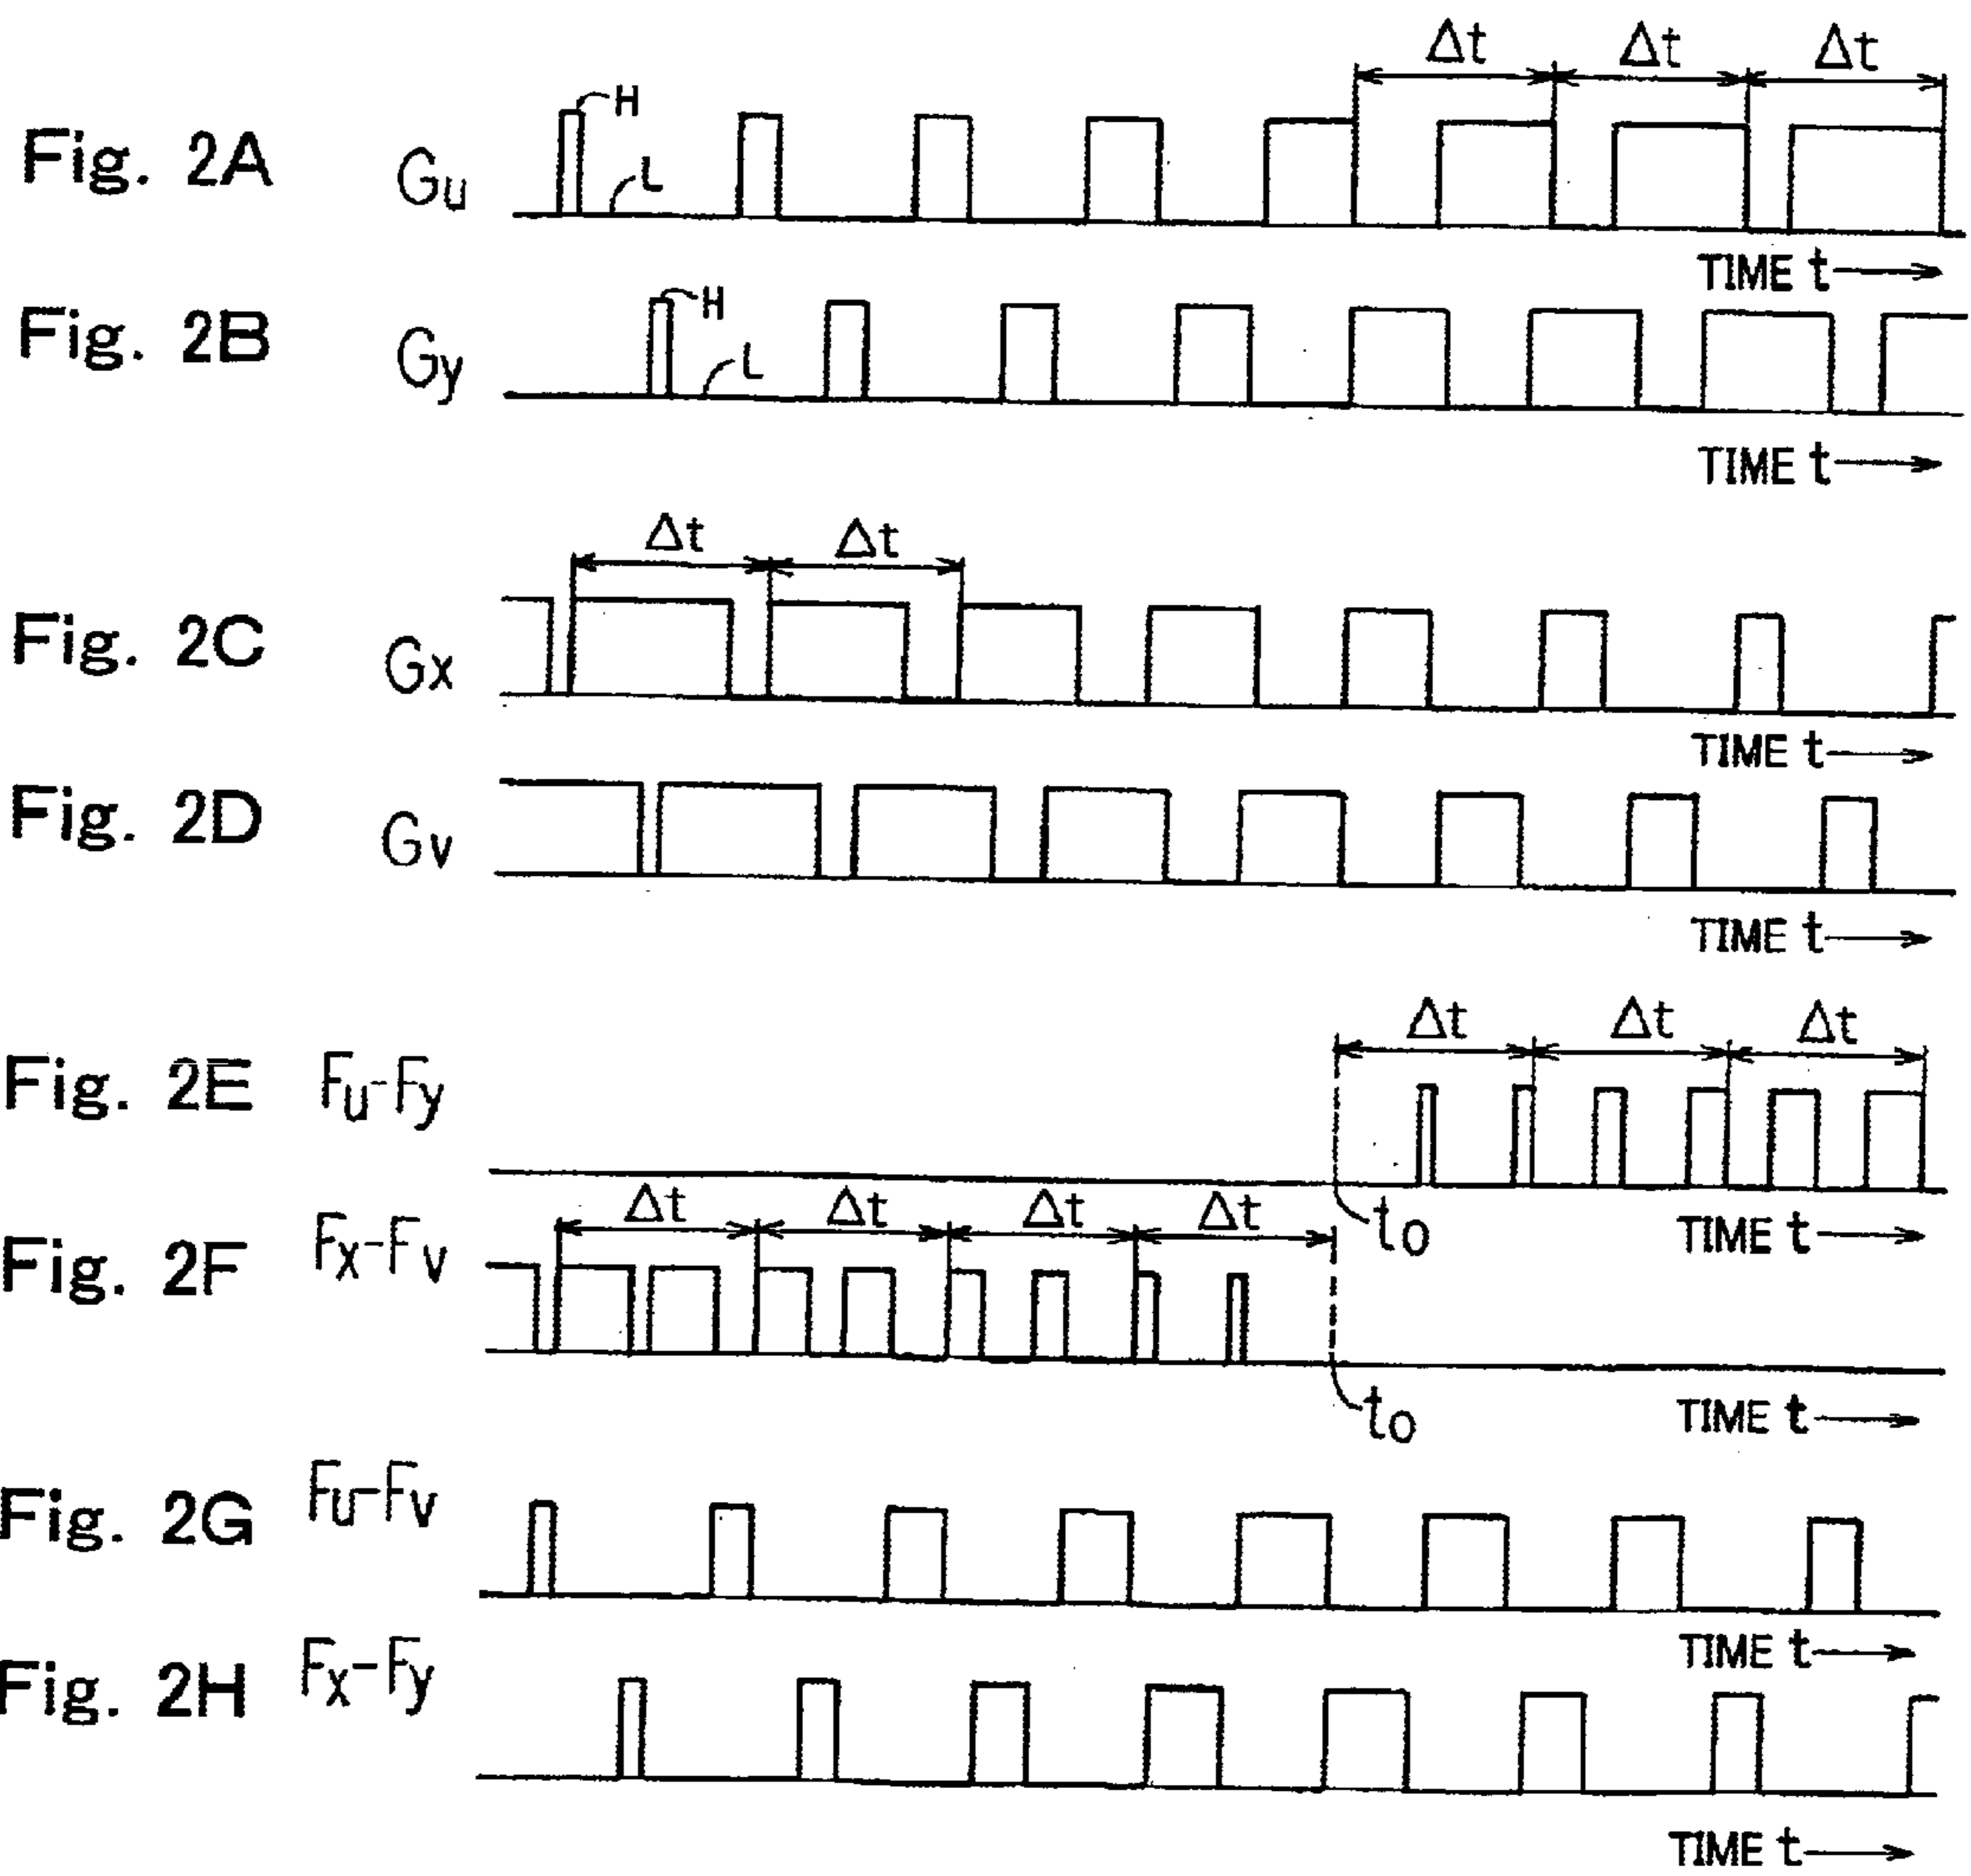 Δt Δt Δt
Fig. 2A Gu H L
TIME t
Fig. 2B Gy H L
TIME t
Δt Δt
Fig. 2C Gx
TIME t
Fig. 2D Gv
TIME t
Δt Δt Δt
Fig. 2E Fu-Fy
to TIME t
Δt Δt Δt Δt
Fig. 2F Fx-Fv
to TIME t
Fig. 2G Fu-Fv
TIME t
Fig. 2H Fx-Fy
TIME t